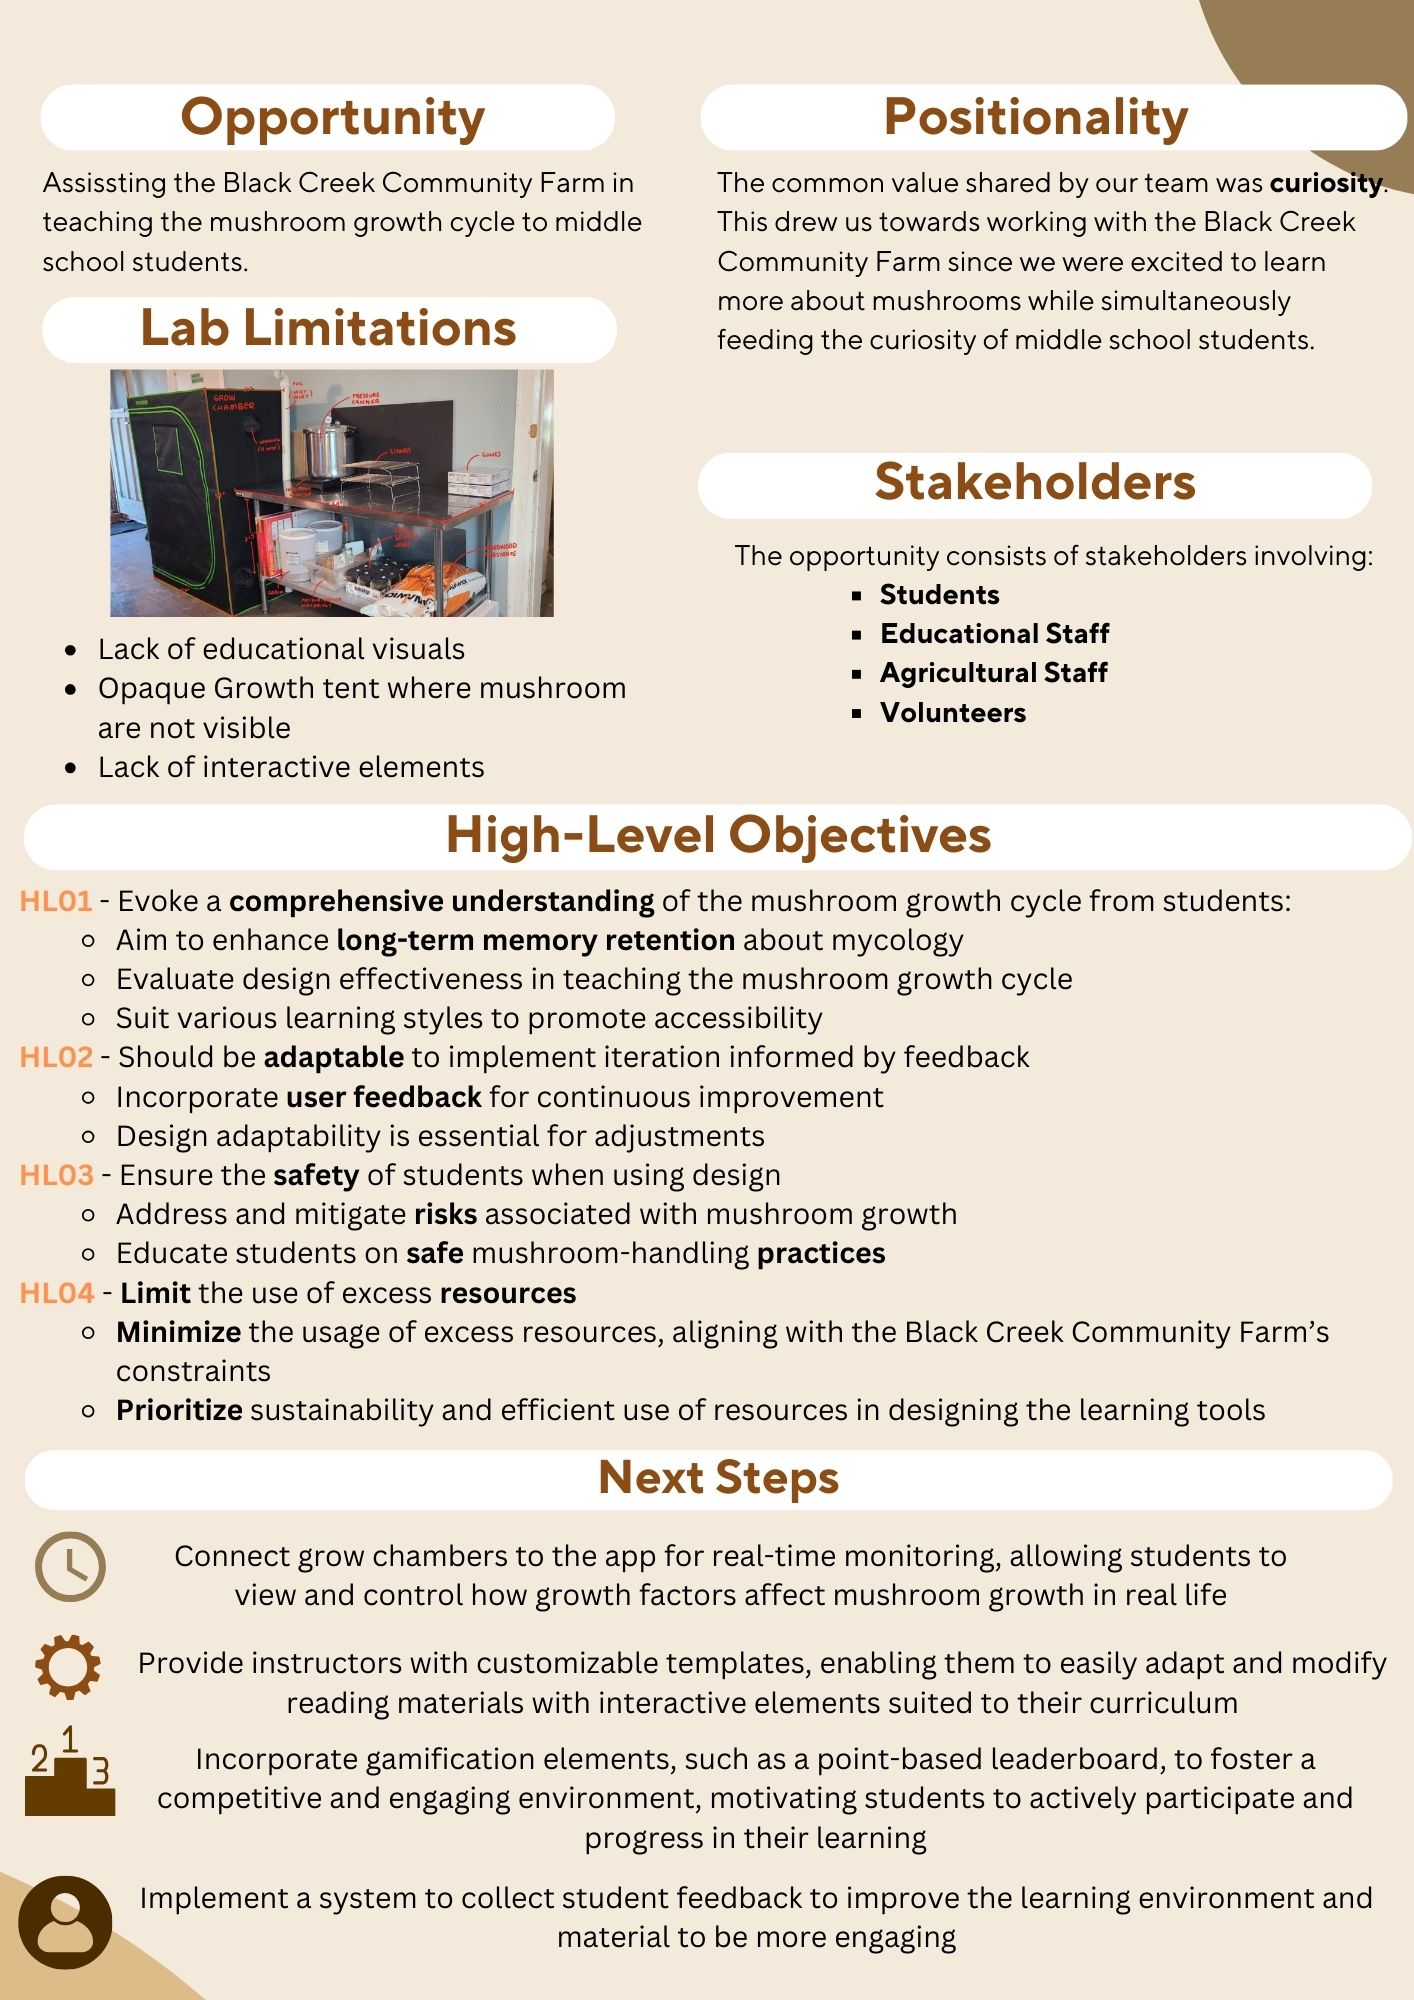 Opportunity
Assissting the Black Creek Community Farm in
teaching the mushroom growth cycle to middle
school students.
Lab Limitations
GROW
CHAMBER
PRESSURE
CANNER
STANDS
GLOVES
• Lack of educational visuals
• Opaque Growth tent where mushroom
are not visible
• Lack of interactive elements
Positionality
The common value shared by our team was curiosity.
This drew us towards working with the Black Creek
Community Farm since we were excited to learn
more about mushrooms while simultaneously
feeding the curiosity of middle school students.
Stakeholders
The opportunity consists of stakeholders involving:
▪ Students
▪ Educational Staff
▪ Agricultural Staff
▪ Volunteers
High-Level Objectives
HLO1 - Evoke a comprehensive understanding of the mushroom growth cycle from students:
◦ Aim to enhance long-term memory retention about mycology
◦ Evaluate design effectiveness in teaching the mushroom growth cycle
◦ Suit various learning styles to promote accessibility
HLO2 - Should be adaptable to implement iteration informed by feedback
◦ Incorporate user feedback for continuous improvement
◦ Design adaptability is essential for adjustments
HLO3 - Ensure the safety of students when using design
◦ Address and mitigate risks associated with mushroom growth
◦ Educate students on safe mushroom-handling practices
HLO4 - Limit the use of excess resources
◦ Minimize the usage of excess resources, aligning with the Black Creek Community Farm’s
constraints
◦ Prioritize sustainability and efficient use of resources in designing the learning tools
Next Steps
Connect grow chambers to the app for real-time monitoring, allowing students to
view and control how growth factors affect mushroom growth in real life
Provide instructors with customizable templates, enabling them to easily adapt and modify
reading materials with interactive elements suited to their curriculum
2 1 3
Incorporate gamification elements, such as a point-based leaderboard, to foster a
competitive and engaging environment, motivating students to actively participate and
progress in their learning
Implement a system to collect student feedback to improve the learning environment and
material to be more engaging